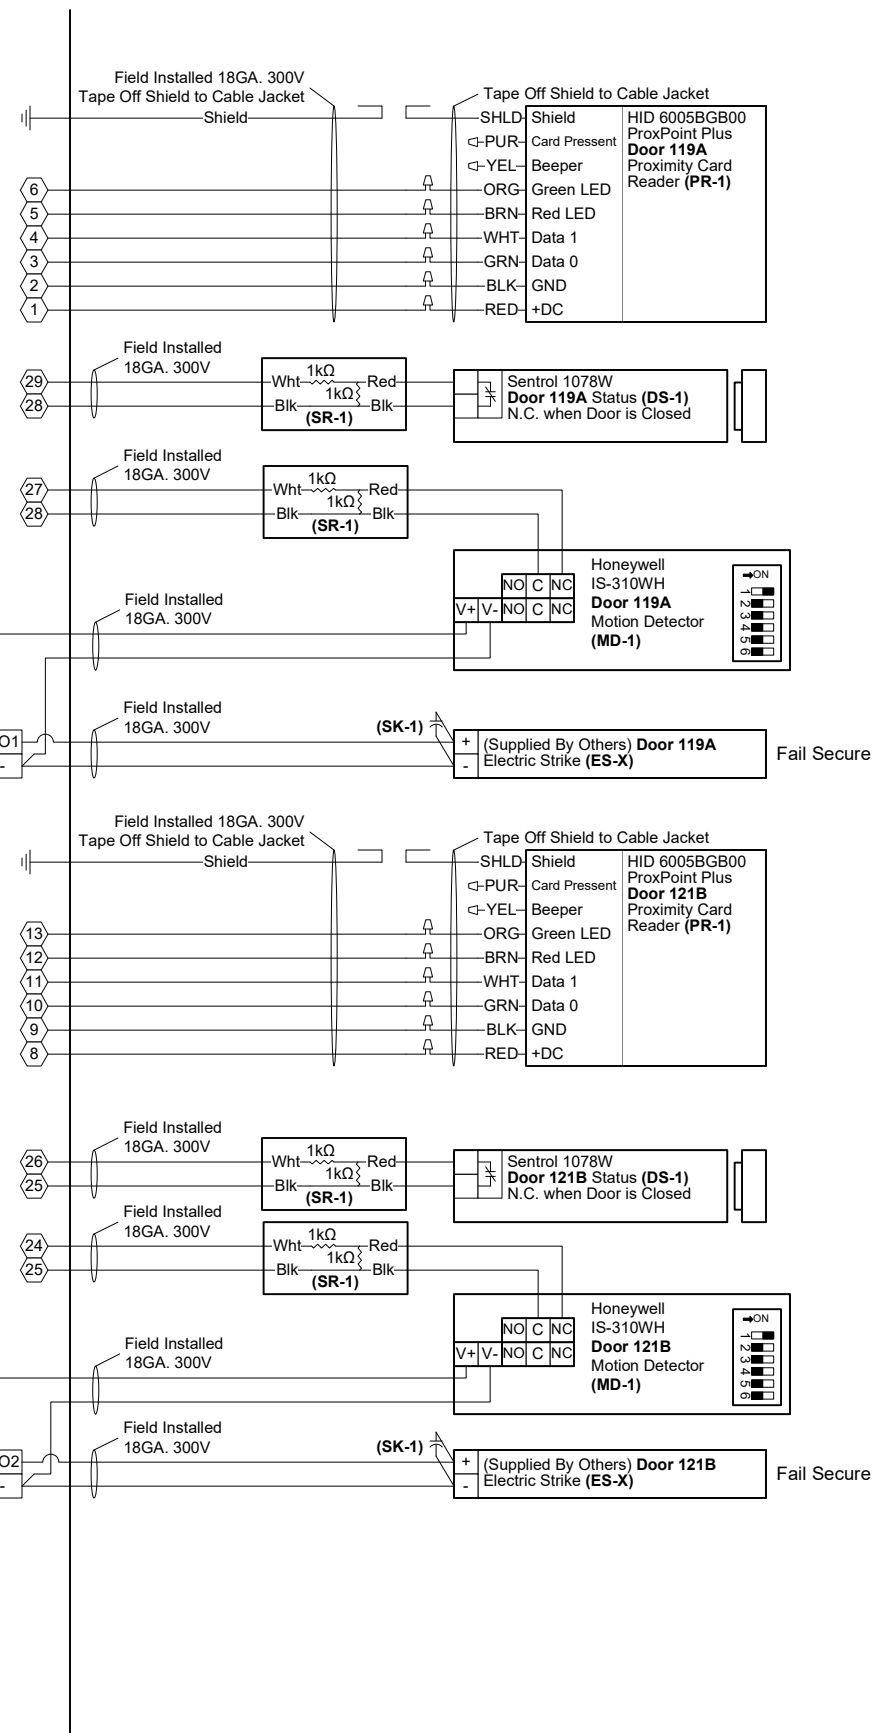 Field Installed 18GA. 300V
Tape Off Shield to Cable Jacket
Shield
Tape Off Shield to Cable Jacket
SHLD Shield
PUR Card Pressent
YEL Beeper
6 ORG Green LED
5 BRN Red LED
4 WHT Data 1
3 GRN Data 0
2 BLK GND
1 RED +DC
HID 6005BGB00
ProxPoint Plus
Door 119A
Proximity Card
Reader (PR-1)
Field Installed
18GA. 300V
29
28
1kΩ
Wht Red
1kΩ
Blk Blk
(SR-1)
Sentrol 1078W
Door 119A Status (DS-1)
N.C. when Door is Closed
Field Installed
18GA. 300V
27
28
1kΩ
Wht Red
1kΩ
Blk Blk
(SR-1)
NO C NC
V+ V- NO C NC
Honeywell
IS-310WH
Door 119A
Motion Detector
(MD-1)
ON
1
2
3
4
5
6
Field Installed
18GA. 300V
Field Installed
18GA. 300V
O1
-
(SK-1)
+
-
(Supplied By Others) Door 119A
Electric Strike (ES-X)
Fail Secure
Field Installed 18GA. 300V
Tape Off Shield to Cable Jacket
Shield
Tape Off Shield to Cable Jacket
SHLD Shield
PUR Card Pressent
YEL Beeper
13 ORG Green LED
12 BRN Red LED
11 WHT Data 1
10 GRN Data 0
9 BLK GND
8 RED +DC
HID 6005BGB00
ProxPoint Plus
Door 121B
Proximity Card
Reader (PR-1)
Field Installed
18GA. 300V
26
25
1kΩ
Wht Red
1kΩ
Blk Blk
(SR-1)
Sentrol 1078W
Door 121B Status (DS-1)
N.C. when Door is Closed
Field Installed
18GA. 300V
24
25
1kΩ
Wht Red
1kΩ
Blk Blk
(SR-1)
NO C NC
V+ V- NO C NC
Honeywell
IS-310WH
Door 121B
Motion Detector
(MD-1)
ON
1
2
3
4
5
6
Field Installed
18GA. 300V
Field Installed
18GA. 300V
O2
-
(SK-1)
+
-
(Supplied By Others) Door 121B
Electric Strike (ES-X)
Fail Secure